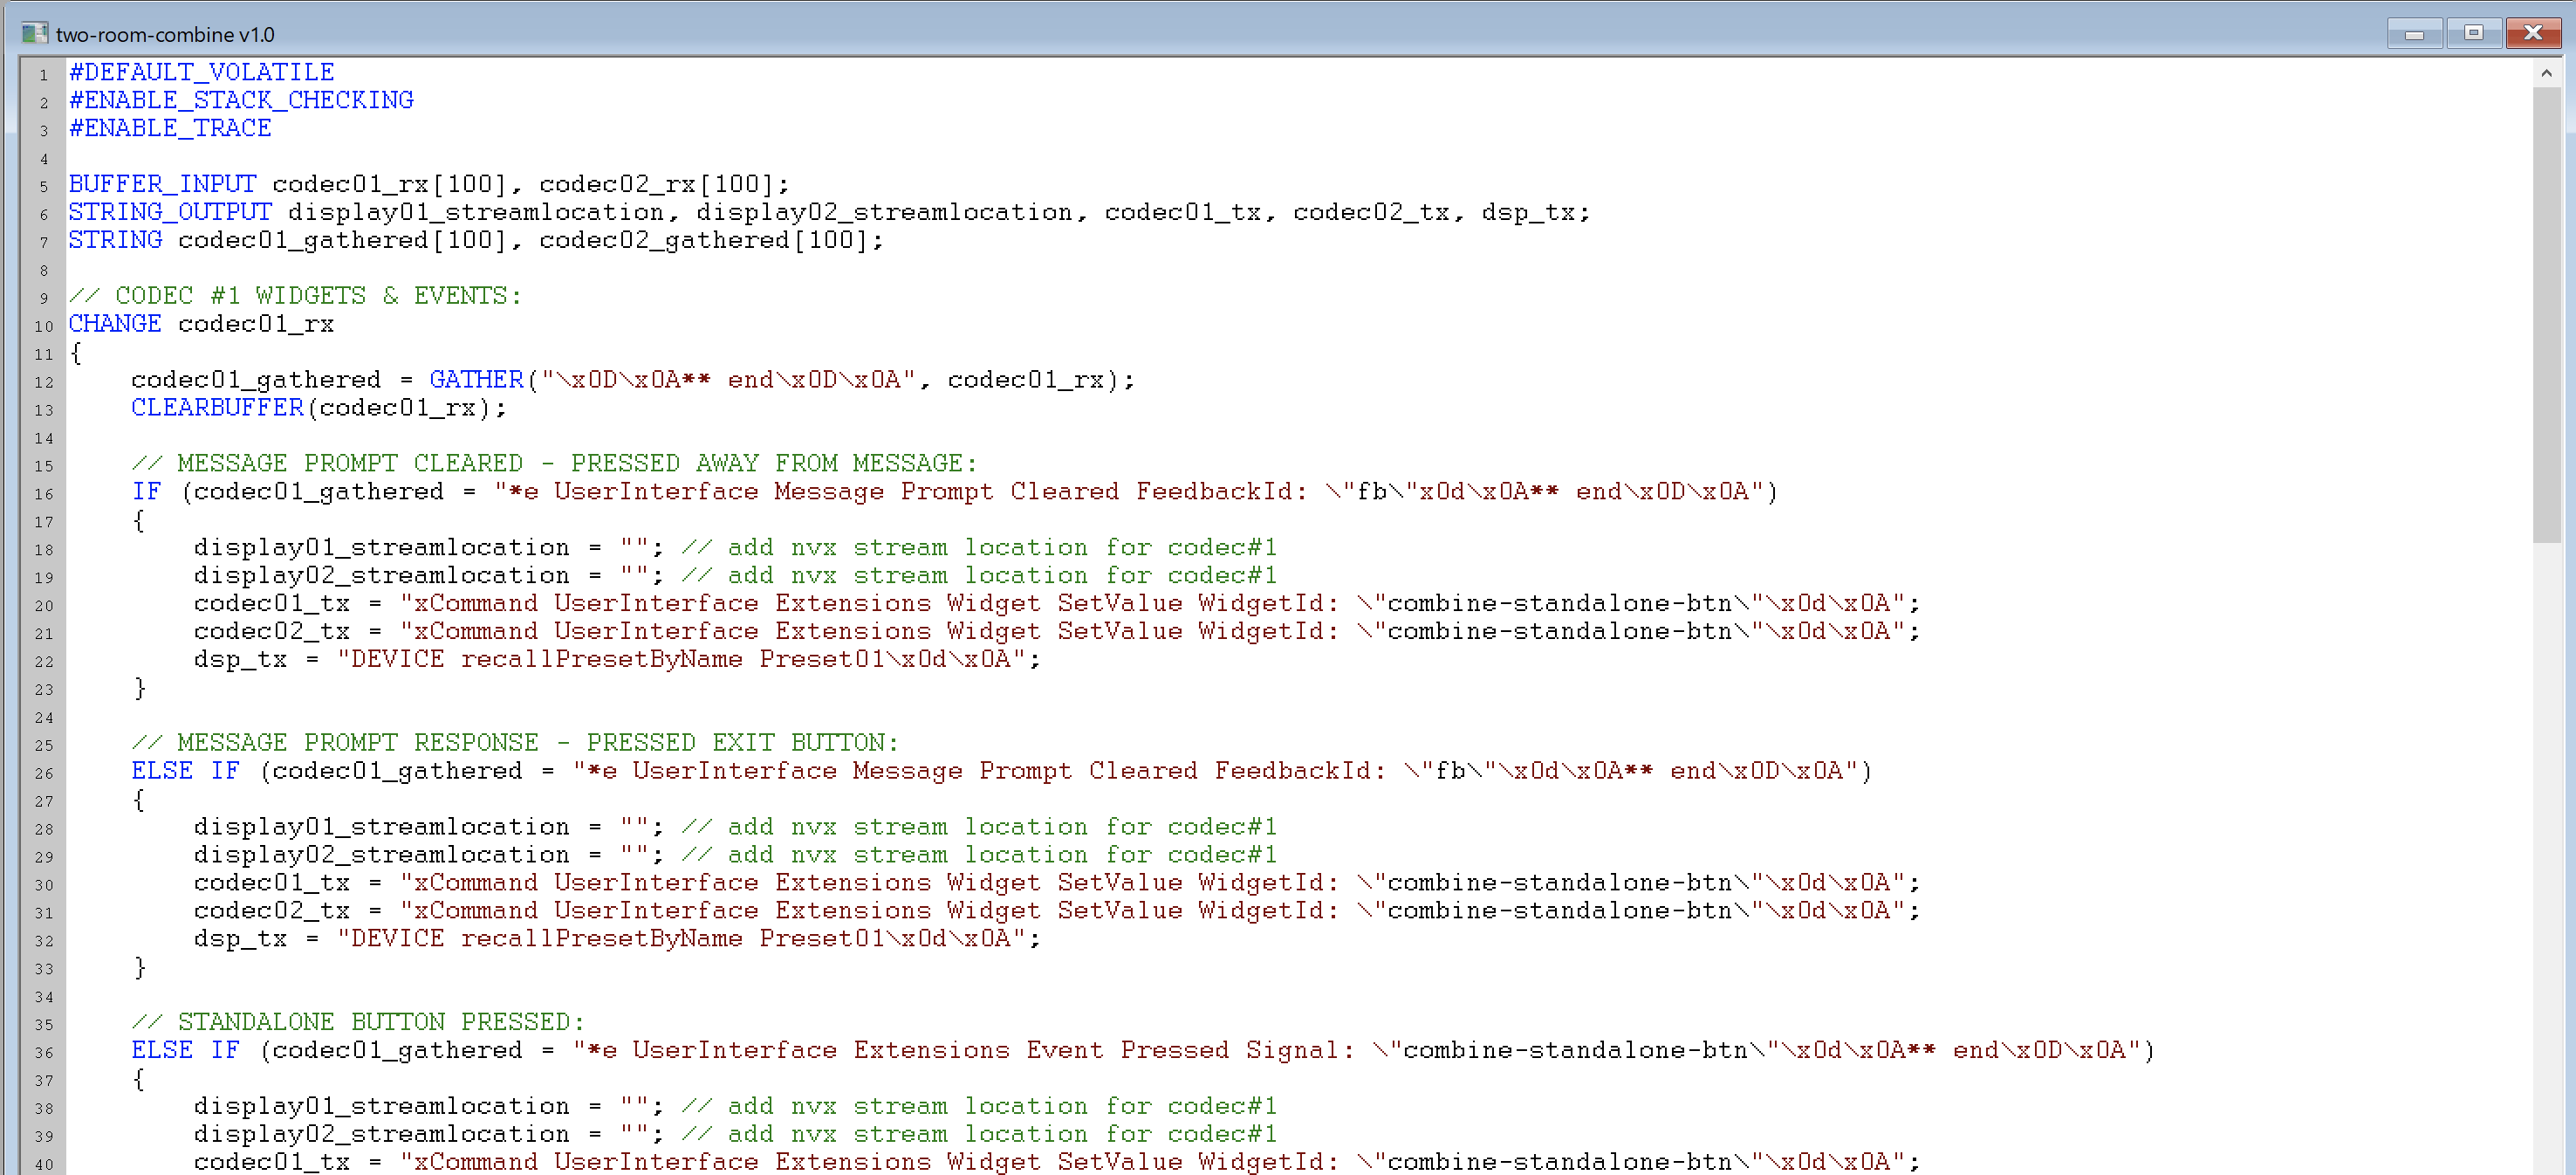 two-room-combine v1.0
1 #DEFAULT_VOLATILE
2 #ENABLE_STACK_CHECKING
3 #ENABLE_TRACE
4
5 BUFFER_INPUT codec01_rx[100], codec02_rx[100];
6 STRING_OUTPUT display01_streamlocation, display02_streamlocation, codec01_tx, codec02_tx, dsp_tx;
7 STRING codec01_gathered[100], codec02_gathered[100];
8
9 // CODEC #1 WIDGETS & EVENTS:
10 CHANGE codec01_rx
11 {
12     codec01_gathered = GATHER("\x0D\x0A** end\x0D\x0A", codec01_rx);
13     CLEARBUFFER(codec01_rx);
14
15     // MESSAGE PROMPT CLEARED - PRESSED AWAY FROM MESSAGE:
16     IF (codec01_gathered = "*e UserInterface Message Prompt Cleared FeedbackId: \"fb\"x0d\x0A** end\x0D\x0A")
17     {
18         display01_streamlocation = ""; // add nvx stream location for codec#1
19         display02_streamlocation = ""; // add nvx stream location for codec#1
20         codec01_tx = "xCommand UserInterface Extensions Widget SetValue WidgetId: \"combine-standalone-btn\"\x0d\x0A";
21         codec02_tx = "xCommand UserInterface Extensions Widget SetValue WidgetId: \"combine-standalone-btn\"\x0d\x0A";
22         dsp_tx = "DEVICE recallPresetByName Preset01\x0d\x0A";
23     }
24
25     // MESSAGE PROMPT RESPONSE - PRESSED EXIT BUTTON:
26     ELSE IF (codec01_gathered = "*e UserInterface Message Prompt Cleared FeedbackId: \"fb\"\x0d\x0A** end\x0D\x0A")
27     {
28         display01_streamlocation = ""; // add nvx stream location for codec#1
29         display02_streamlocation = ""; // add nvx stream location for codec#1
30         codec01_tx = "xCommand UserInterface Extensions Widget SetValue WidgetId: \"combine-standalone-btn\"\x0d\x0A";
31         codec02_tx = "xCommand UserInterface Extensions Widget SetValue WidgetId: \"combine-standalone-btn\"\x0d\x0A";
32         dsp_tx = "DEVICE recallPresetByName Preset01\x0d\x0A";
33     }
34
35     // STANDALONE BUTTON PRESSED:
36     ELSE IF (codec01_gathered = "*e UserInterface Extensions Event Pressed Signal: \"combine-standalone-btn\"\x0d\x0A** end\x0D\x0A")
37     {
38         display01_streamlocation = ""; // add nvx stream location for codec#1
39         display02_streamlocation = ""; // add nvx stream location for codec#1
40         codec01_tx = "xCommand UserInterface Extensions Widget SetValue WidgetId: \"combine-standalone-btn\"\x0d\x0A";